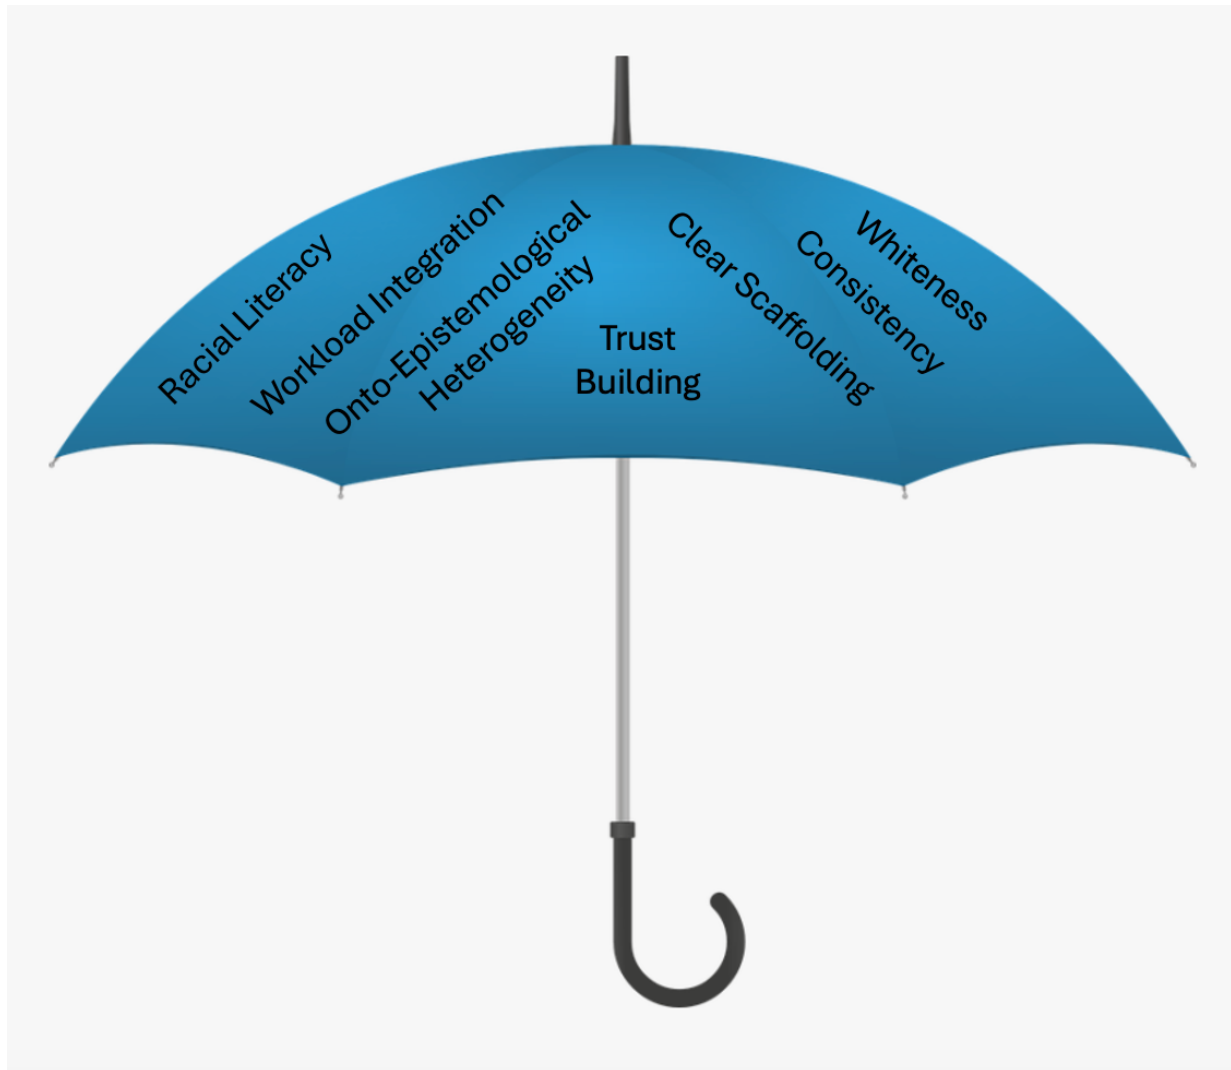 Racial Literacy
Workload Integration
Onto-Epistemological
Heterogeneity
Trust
Building
Clear Scaffolding
Consistency
Whiteness